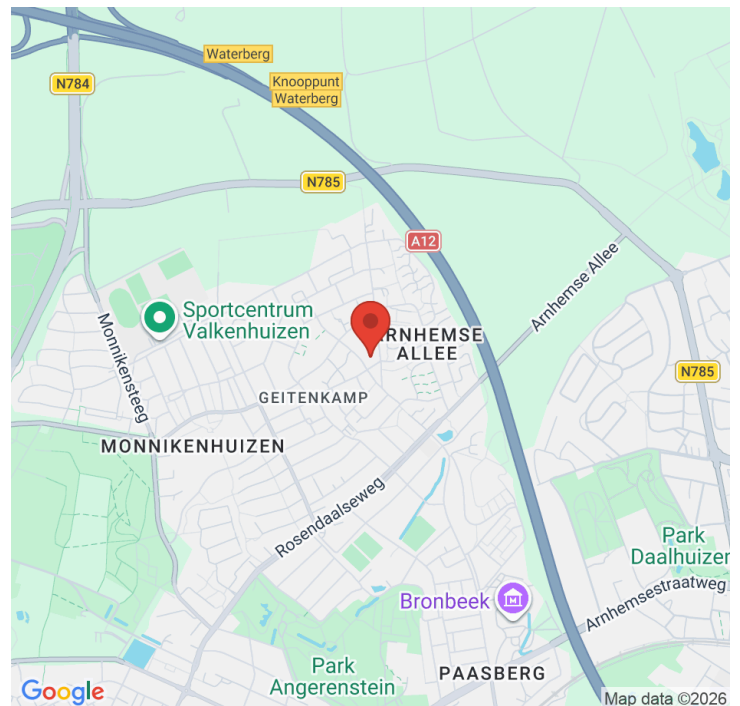 Waterberg
Knooppunt
Waterberg
N784
N785
A12
Arnhemse Allee
Sportcentrum
Valkenhuizen
Monnikensteeg
ARNHEMSE
ALLEE
N785
GEITENKAMP
MONNIKENHUIZEN
Rosendaalseweg
Park
Daalhuizen
Bronbeek
Arnhemsestraatweg
Park
Angerenstein
PAASBERG
Google
Map data ©2026